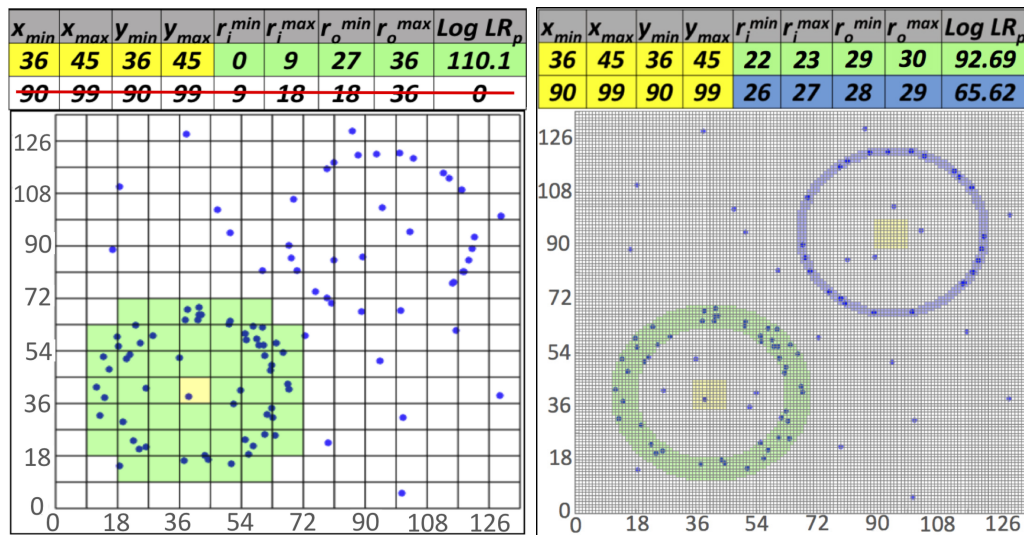 x_min x_max y_min y_max r_i^min r_i^max r_o^min r_o^max Log LR_p
36 45 36 45 0 9 27 36 110.1
90 99 90 99 9 18 18 36 0
126
108
90
72
54
36
18
0
0 18 36 54 72 90 108 126
x_min x_max y_min y_max r_i^min r_i^max r_o^min r_o^max Log LR_p
36 45 36 45 22 23 29 30 92.69
90 99 90 99 26 27 28 29 65.62
126
108
90
72
54
36
18
0
0 18 36 54 72 90 108 126